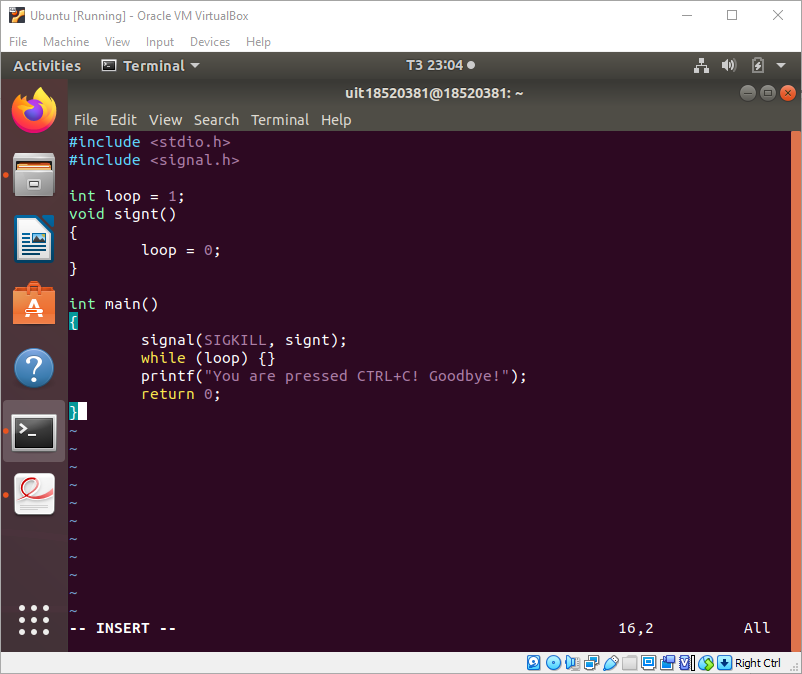 Ubuntu [Running] - Oracle VM VirtualBox
File Machine View Input Devices Help
Activities Terminal T3 23:04
uit18520381@18520381: ~
File Edit View Search Terminal Help
#include <stdio.h>
#include <signal.h>
int loop = 1;
void signt()
{
loop = 0;
}
int main()
{
signal(SIGKILL, signt);
while (loop) {}
printf("You are pressed CTRL+C! Goodbye!");
return 0;
}
~
~
~
~
~
~
~
~
~
~
~
-- INSERT -- 16,2 All
Right Ctrl